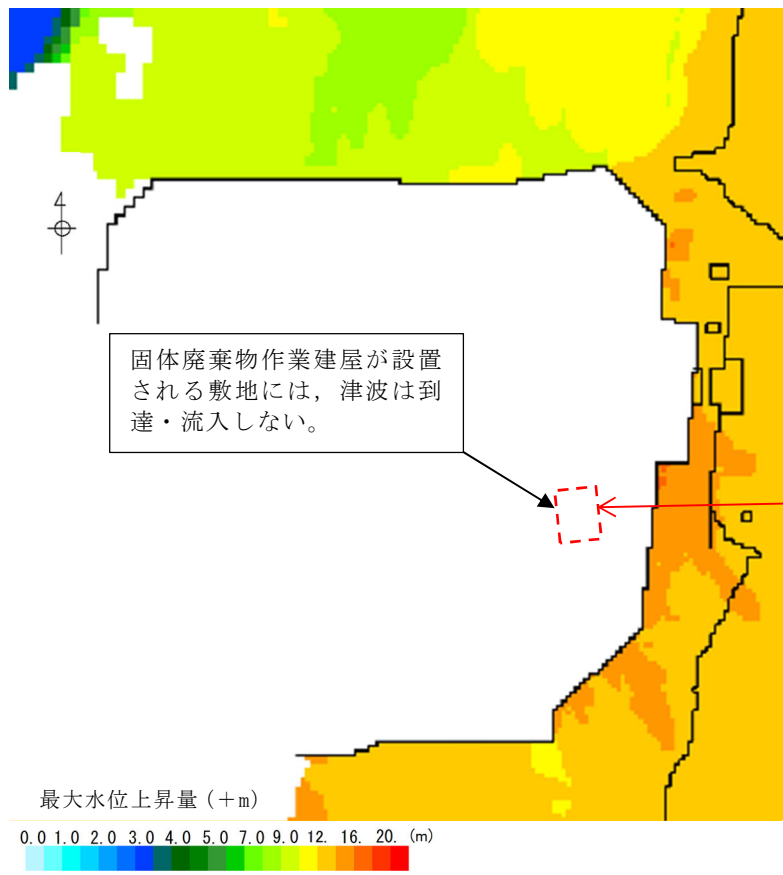 固体廃棄物作業建屋が設置
される敷地には，津波は到
達・流入しない。
最大水位上昇量（＋m）
0.0 1.0 2.0 3.0 4.0 5.0 7.0 9.0 12. 16. 20. (m)